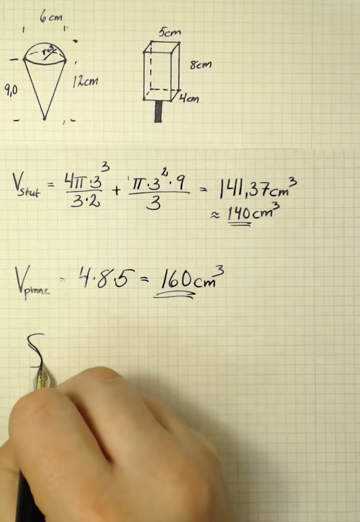 6cm
5cm
r=3
9,0
12cm
8cm
4cm
V_strut = 4π·3³/3·2 + π·3²·9/3 = 141,37cm³
≈ 140cm³
V_pinne = 4·8·5 = 160cm³
S